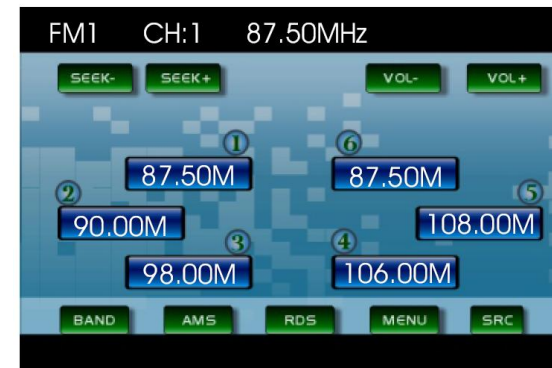 FM1 CH:1 87.50MHz
SEEK- SEEK+ VOL- VOL+
1 6
87.50M 87.50M
2 5
90.00M 108.00M
3 4
98.00M 106.00M
BAND AMS RDS MENU SRC